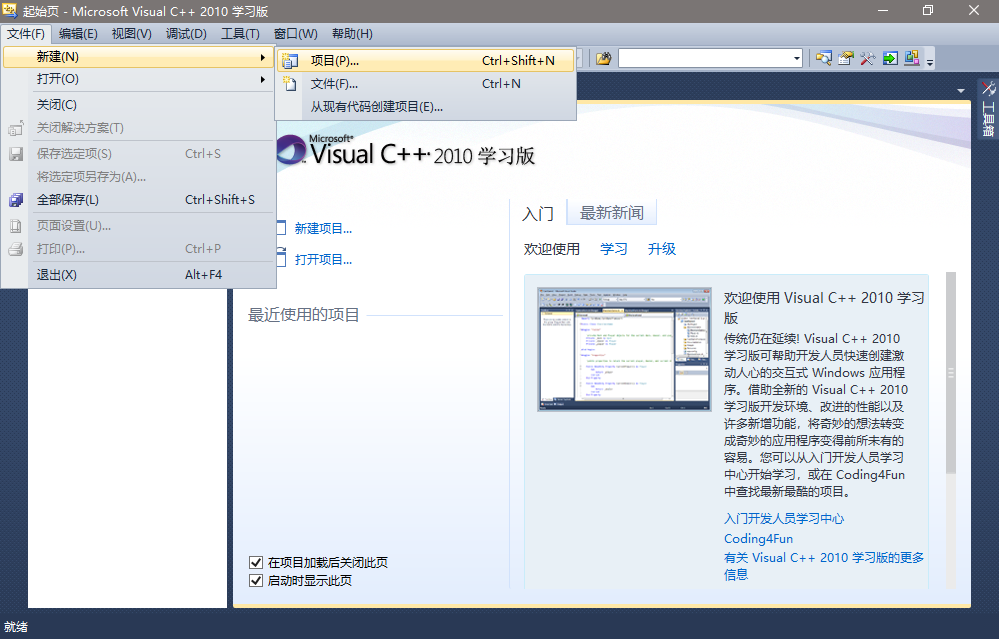 起始页 - Microsoft Visual C++ 2010 学习版
文件(F) 编辑(E) 视图(V) 调试(D) 工具(T) 窗口(W) 帮助(H)
新建(N)
打开(O)
关闭(C)
关闭解决方案(T)
保存选定项(S) Ctrl+S
将选定项另存为(A)...
全部保存(L) Ctrl+Shift+S
页面设置(U)...
打印(P)... Ctrl+P
退出(X) Alt+F4
项目(P)... Ctrl+Shift+N
文件(F)... Ctrl+N
从现有代码创建项目(E)...
工具箱
Microsoft®
Visual C++ 2010 学习版
新建项目...
打开项目...
最近使用的项目
在项目加载后关闭此页
启动时显示此页
入门 最新新闻
欢迎使用 学习 升级
欢迎使用 Visual C++ 2010 学习
版
传统仍在延续! Visual C++ 2010
学习版可帮助开发人员快速创建激
动人心的交互式 Windows 应用程
序。借助全新的 Visual C++ 2010
学习版开发环境、改进的性能以及
许多新增功能，将奇妙的想法转变
成奇妙的应用程序变得前所未有的
容易。您可以从入门开发人员学习
中心开始学习，或在 Coding4Fun
中查找最新最酷的项目。
入门开发人员学习中心
Coding4Fun
有关 Visual C++ 2010 学习版的更多
信息
就绪